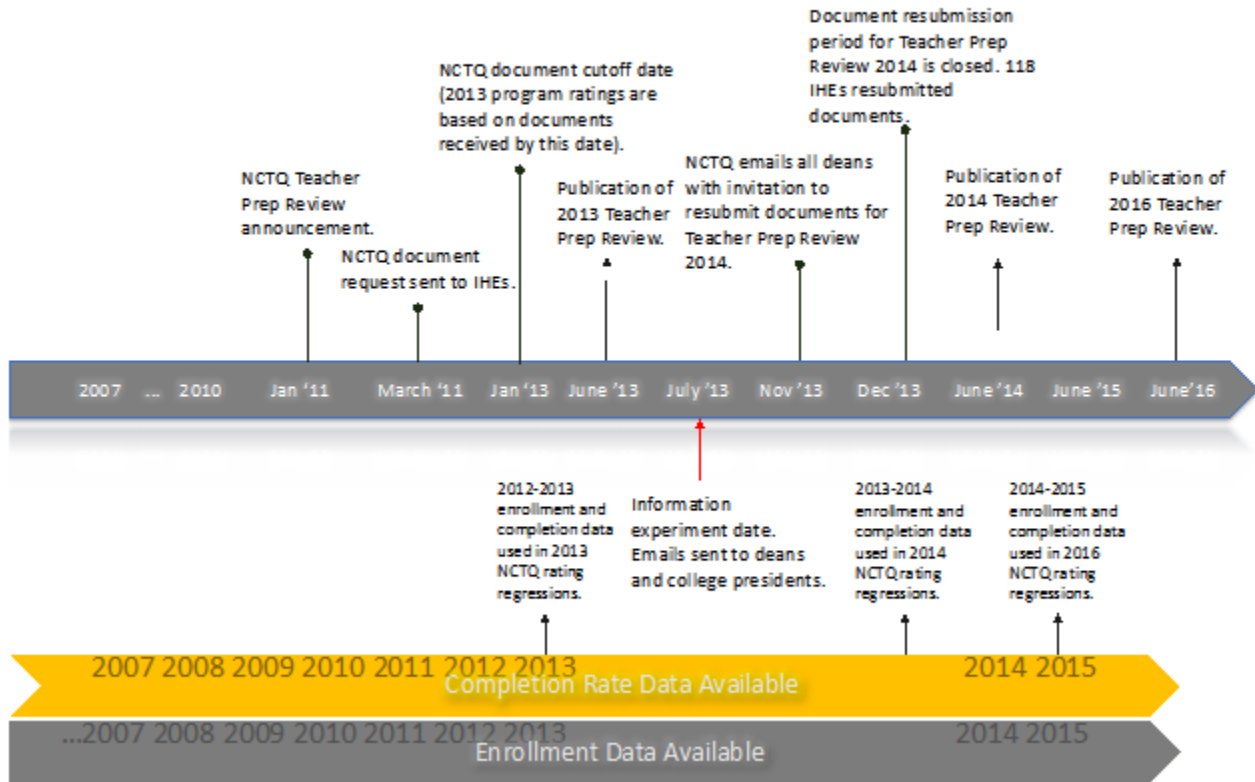 Document resubmission
period for Teacher Prep
Review 2014 is closed. 118
IHEs resubmitted
documents.
NCTQ document cutoff date
(2013 program ratings are
based on documents
received by this date).
NCTQ Teacher
Prep Review
announcement.
NCTQ document
request sent to IHEs.
Publication of
2013 Teacher
Prep Review.
NCTQ emails all deans
with invitation to
resubmit documents for
Teacher Prep Review
2014.
Publication of
2014 Teacher
Prep Review.
Publication of
2016 Teacher
Prep Review.
2007 ... 2010 Jan ‘11 March ‘11 Jan ‘13 June ‘13 July ‘13 Nov ‘13 Dec ‘13 June ‘14 June ‘15 June’16
2012-2013
enrollment and
completion data
used in 2013
NCTQ rating
regressions.
Information
experiment date.
Emails sent to deans
and college presidents.
2013-2014
enrollment and
completion data
used in 2014
NCTQ rating
regressions.
2014-2015
enrollment and
completion data
used in 2016
NCTQ rating
regressions.
2007 2008 2009 2010 2011 2012 2013 2014 2015
Completion Rate Data Available
...2007 2008 2009 2010 2011 2012 2013 2014 2015
Enrollment Data Available